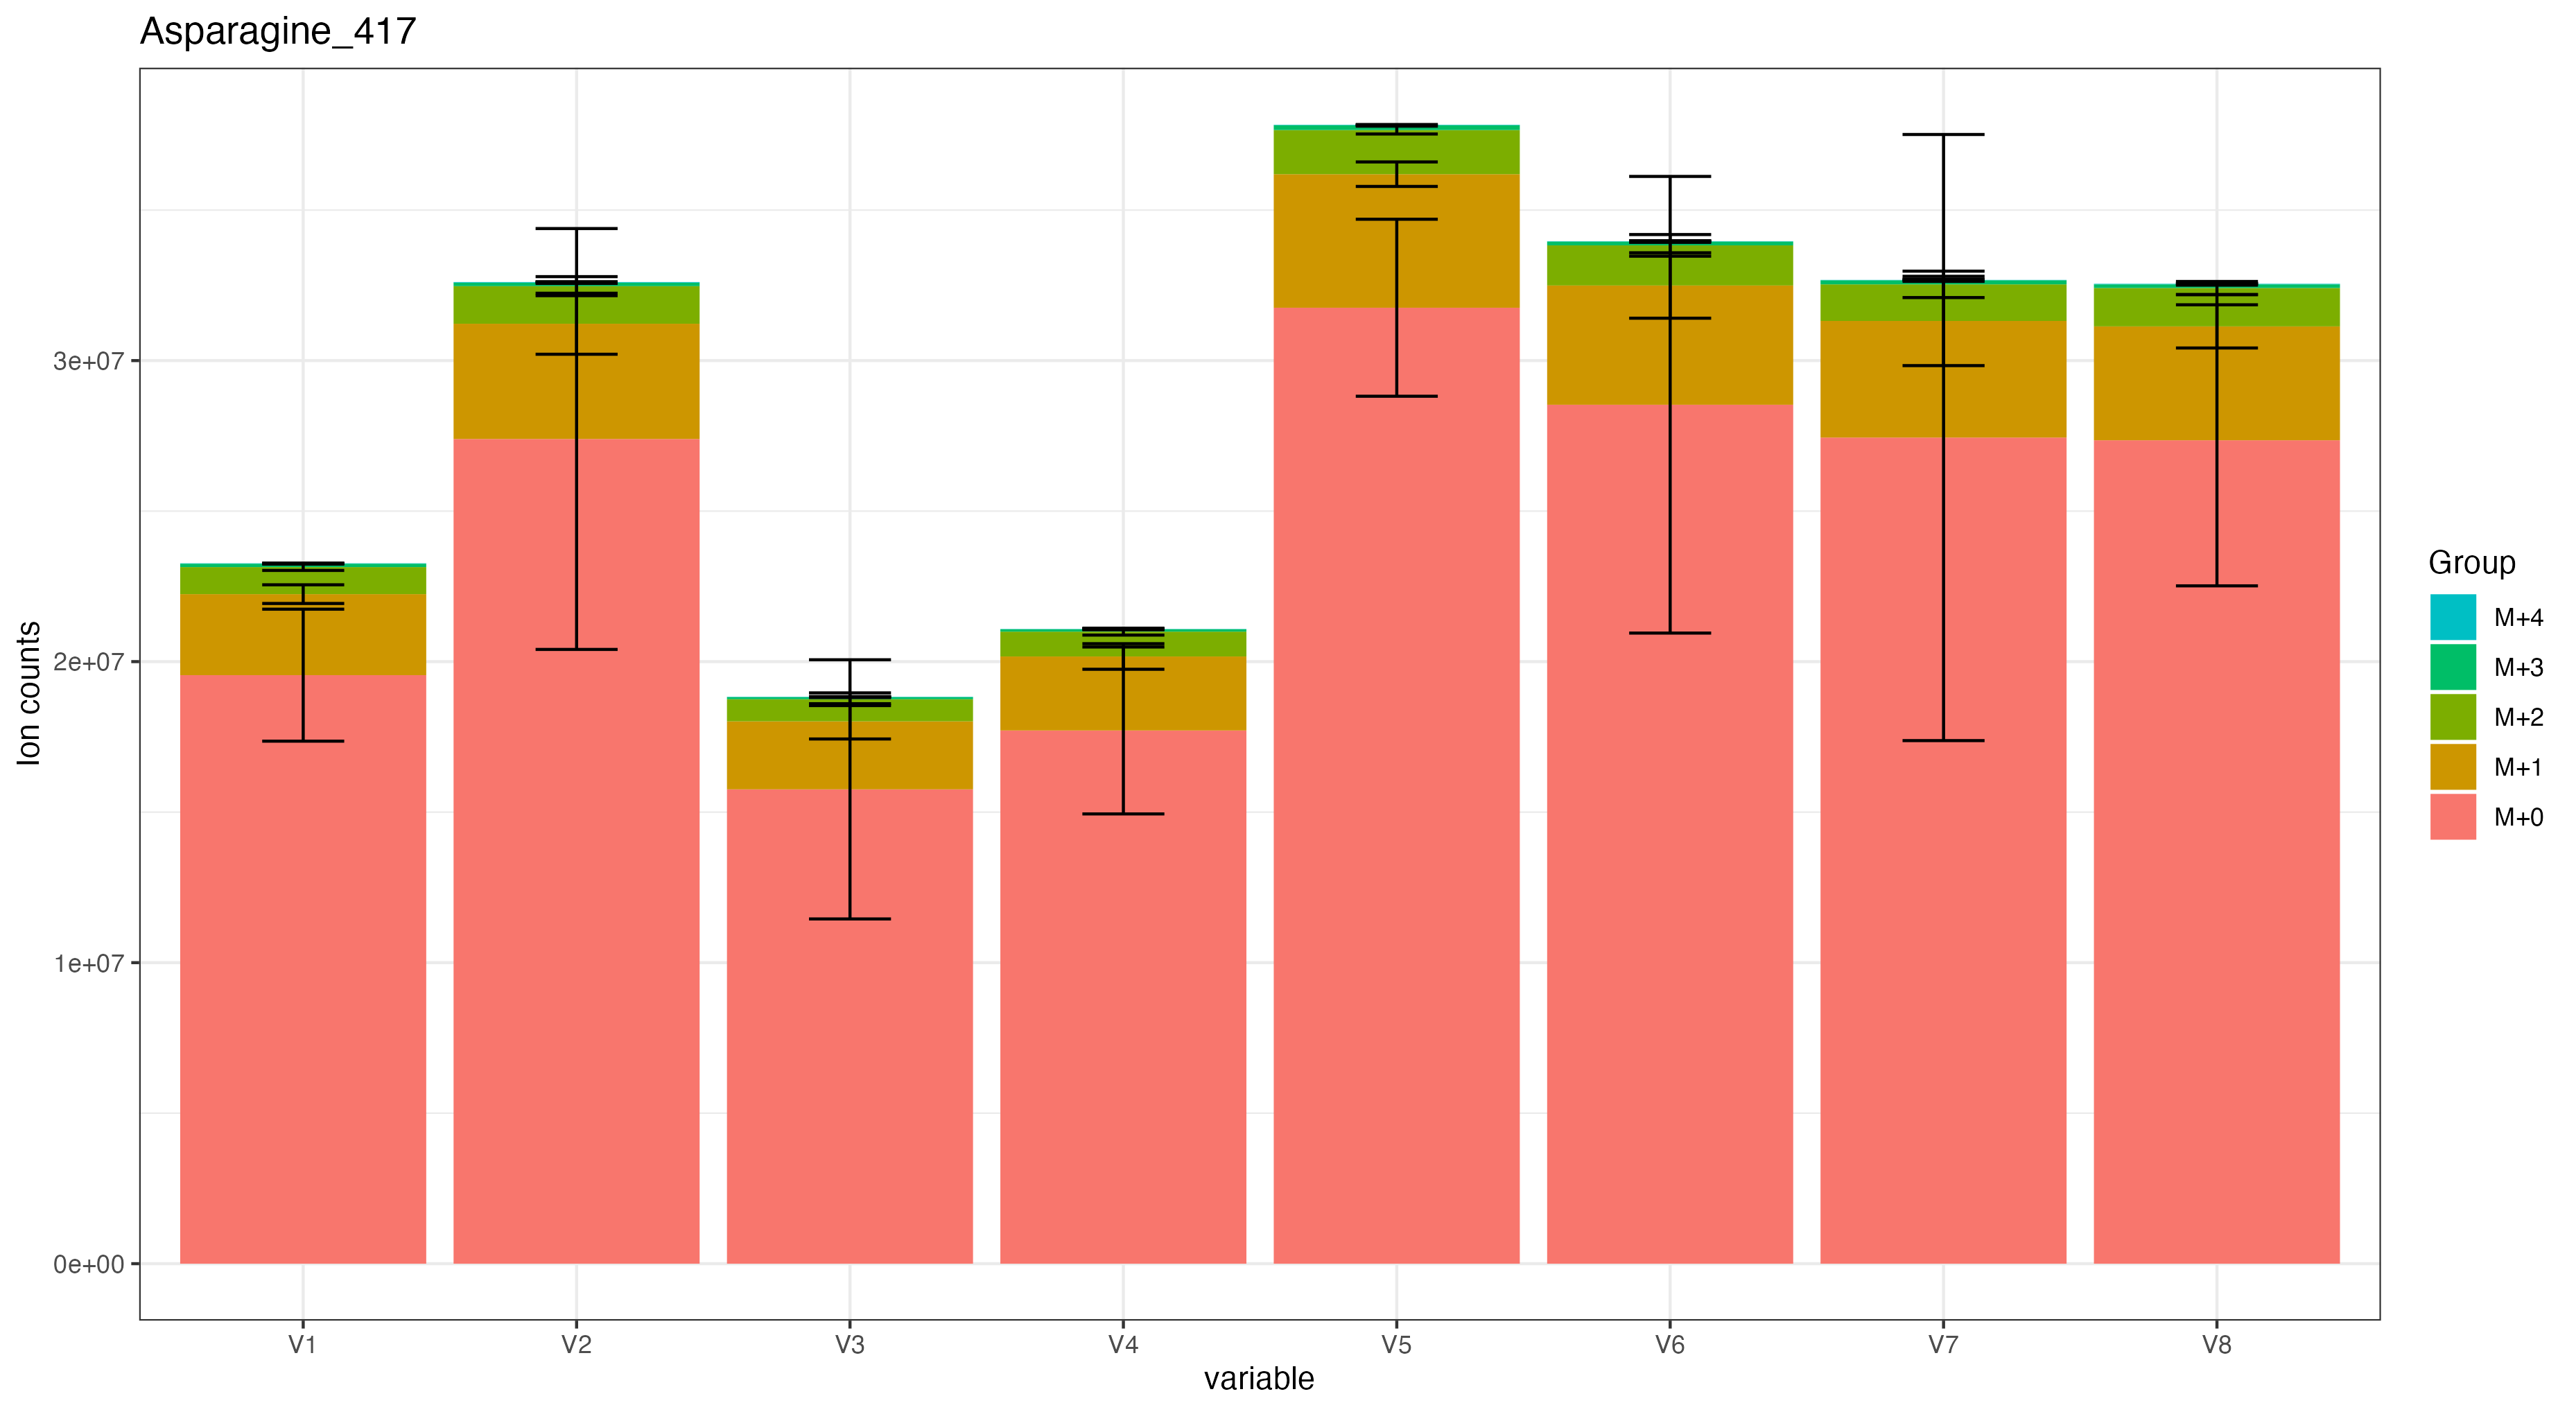 Asparagine_417
Ion counts
3e+07
2e+07
1e+07
0e+00
V1 V2 V3 V4 V5 V6 V7 V8
variable
Group
M+4
M+3
M+2
M+1
M+0